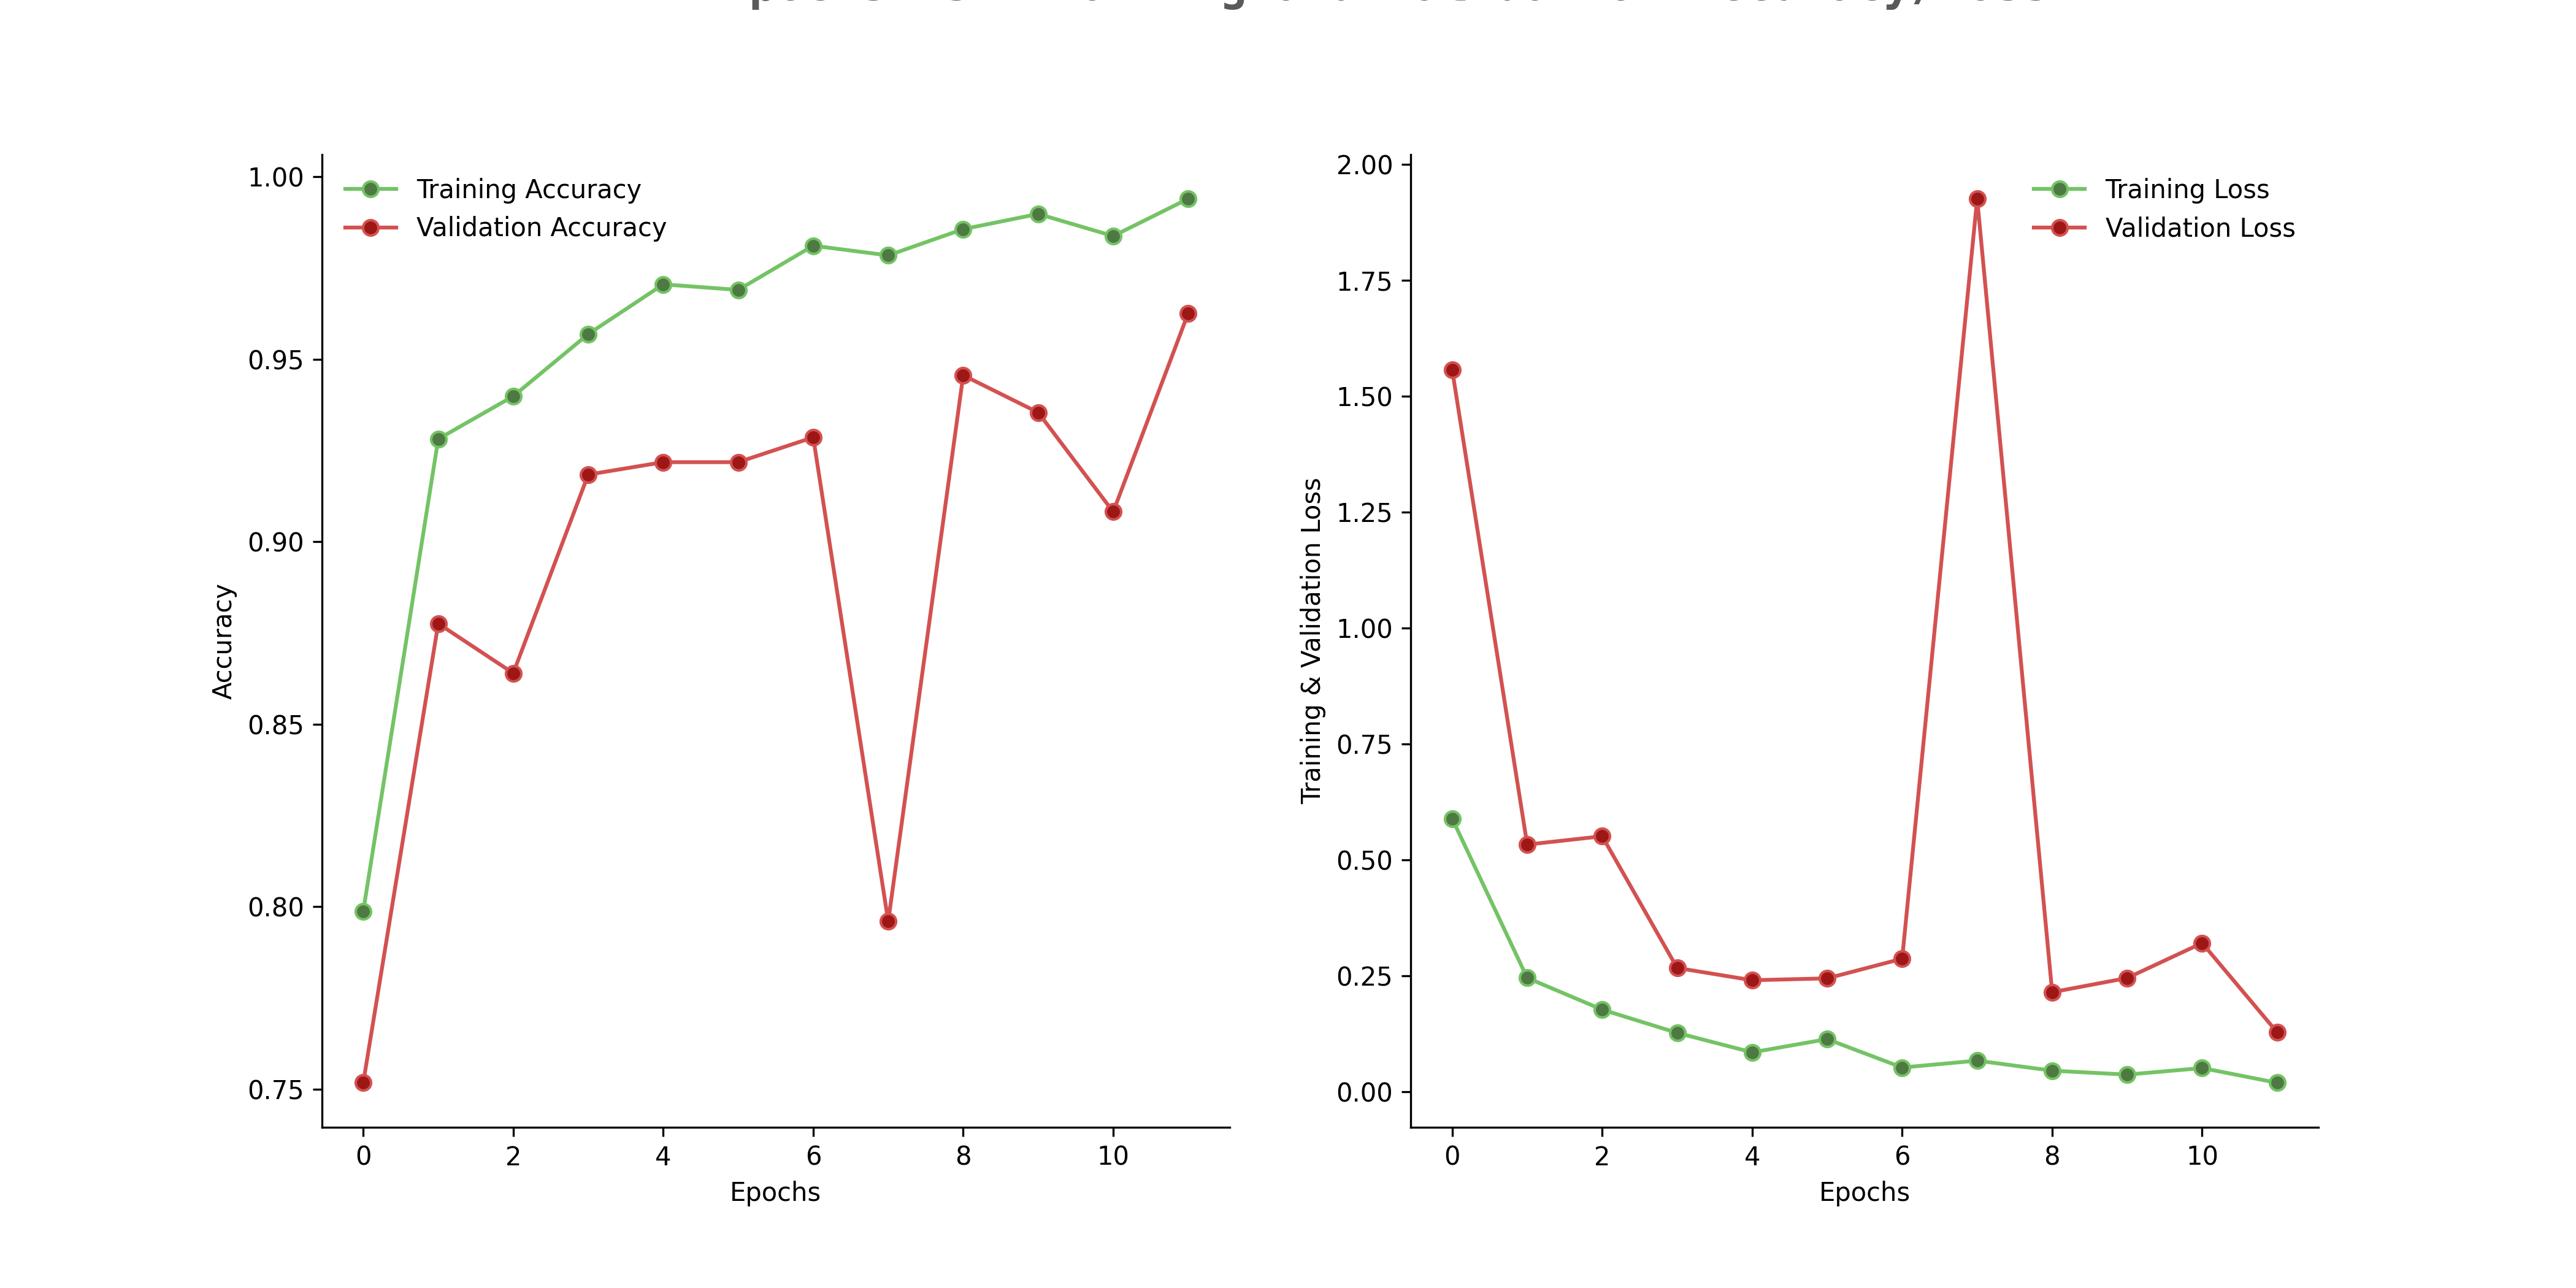 1.00
0.95
0.90
0.85
0.80
0.75
Accuracy
Training Accuracy
Validation Accuracy
0 2 4 6 8 10
Epochs
2.00
1.75
1.50
1.25
1.00
0.75
0.50
0.25
0.00
Training & Validation Loss
Training Loss
Validation Loss
0 2 4 6 8 10
Epochs